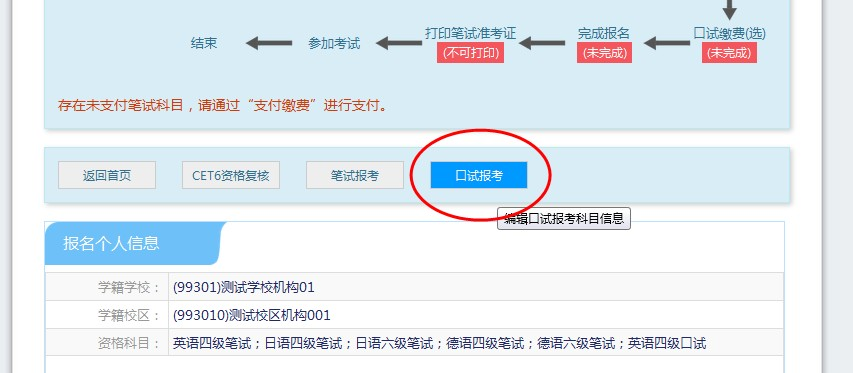 结束 参加考试 打印笔试准考证 完成报名 口试缴费(选)
(不可打印) (未完成) (未完成)
存在未支付笔试科目，请通过“支付缴费”进行支付。
返回首页 CET6资格复核 笔试报考 口试报考
编辑口试报考科目信息
报名个人信息
学籍学校： (99301)测试学校机构01
学籍校区： (993010)测试校区机构001
资格科目： 英语四级笔试；日语四级笔试；日语六级笔试；德语四级笔试；德语六级笔试；英语四级口试